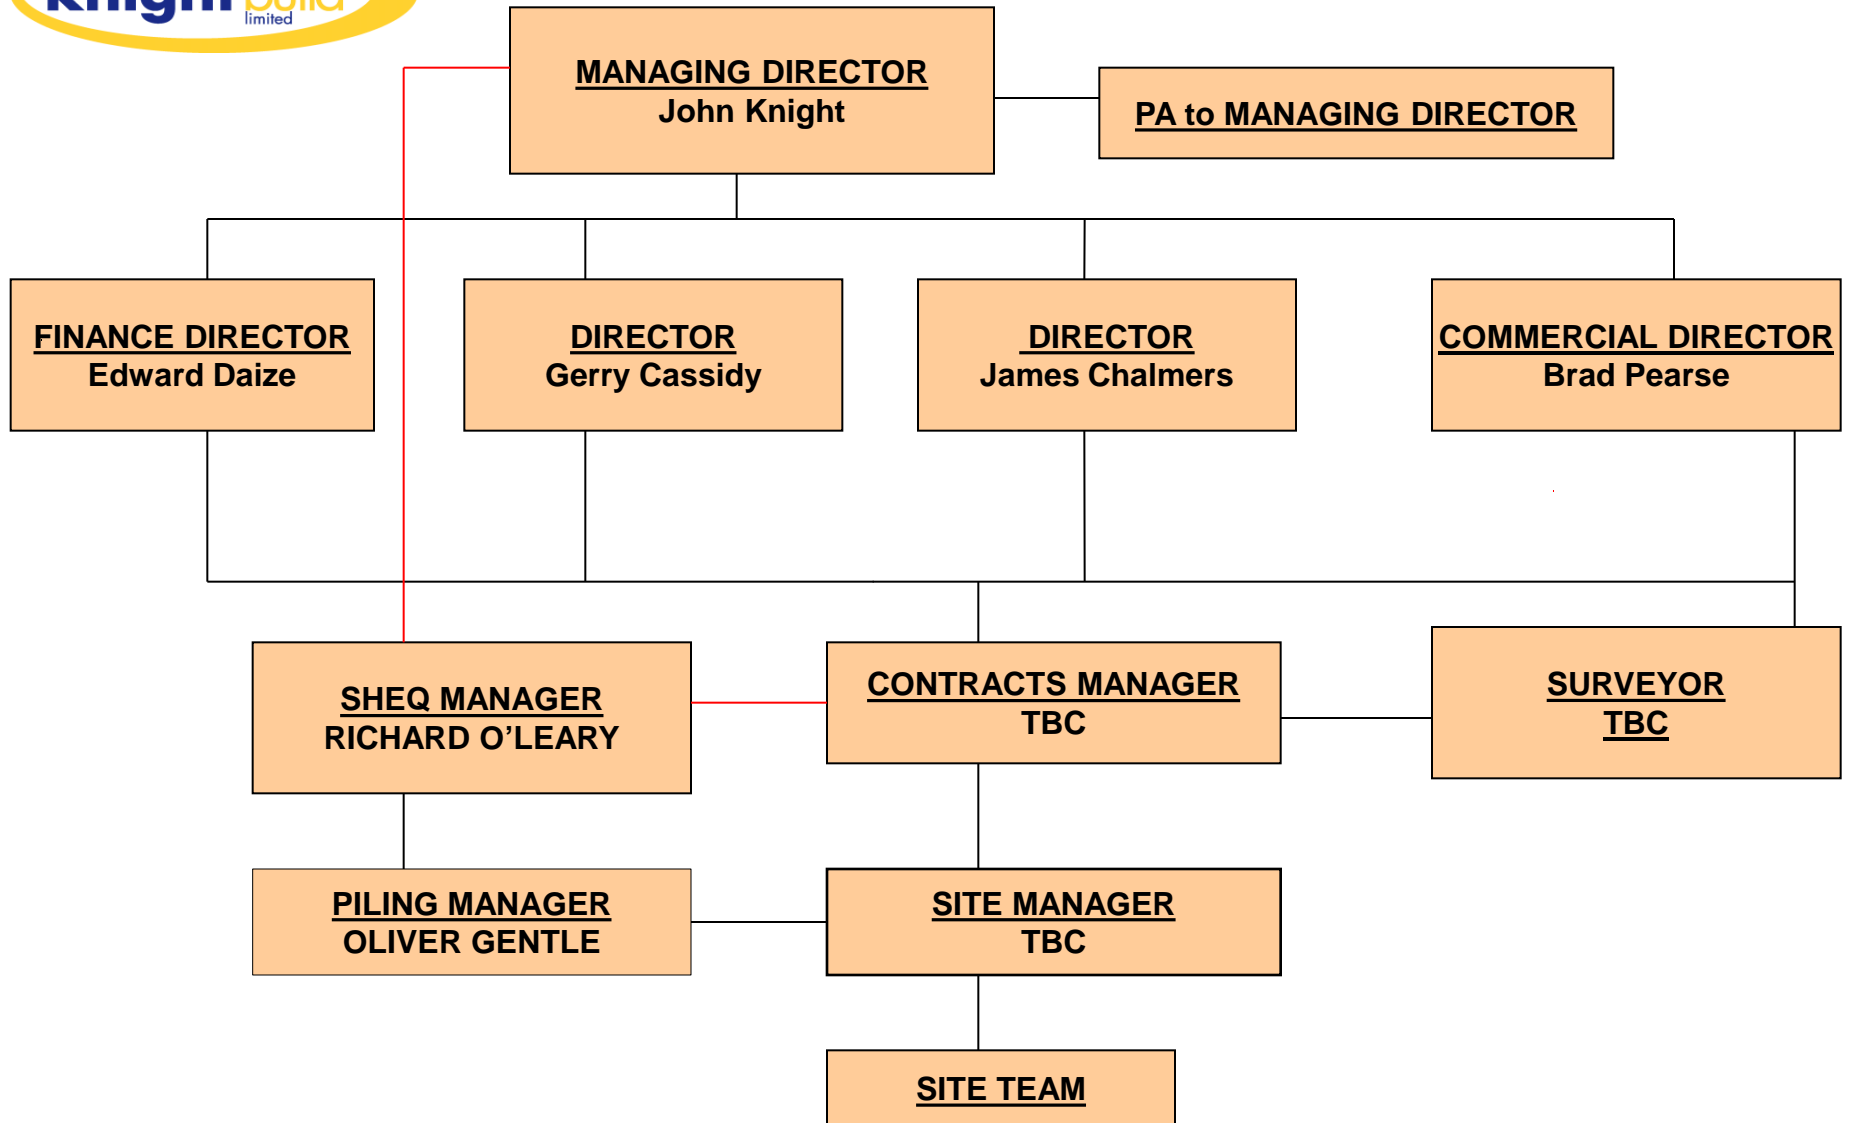 Knight build
limited
MANAGING DIRECTOR
John Knight
PA to MANAGING DIRECTOR
FINANCE DIRECTOR
Edward Daize
DIRECTOR
Gerry Cassidy
DIRECTOR
James Chalmers
COMMERCIAL DIRECTOR
Brad Pearse
SHEQ MANAGER
RICHARD O’LEARY
CONTRACTS MANAGER
TBC
SURVEYOR
TBC
PILING MANAGER
OLIVER GENTLE
SITE MANAGER
TBC
SITE TEAM